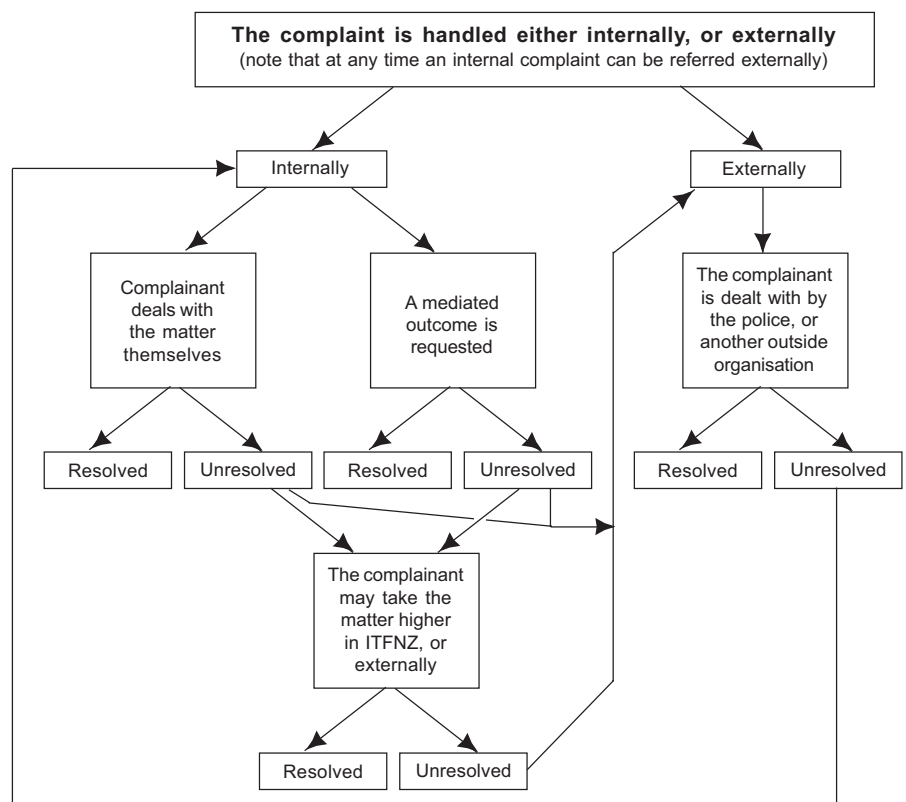 The complaint is handled either internally, or externally
(note that at any time an internal complaint can be referred externally)
Internally
Externally
Complainant
deals with
the matter
themselves
A mediated
outcome is
requested
The complainant
is dealt with by
the police, or
another outside
organisation
Resolved
Unresolved
Resolved
Unresolved
Resolved
Unresolved
The complainant
may take the
matter higher
in ITFNZ, or
externally
Resolved
Unresolved